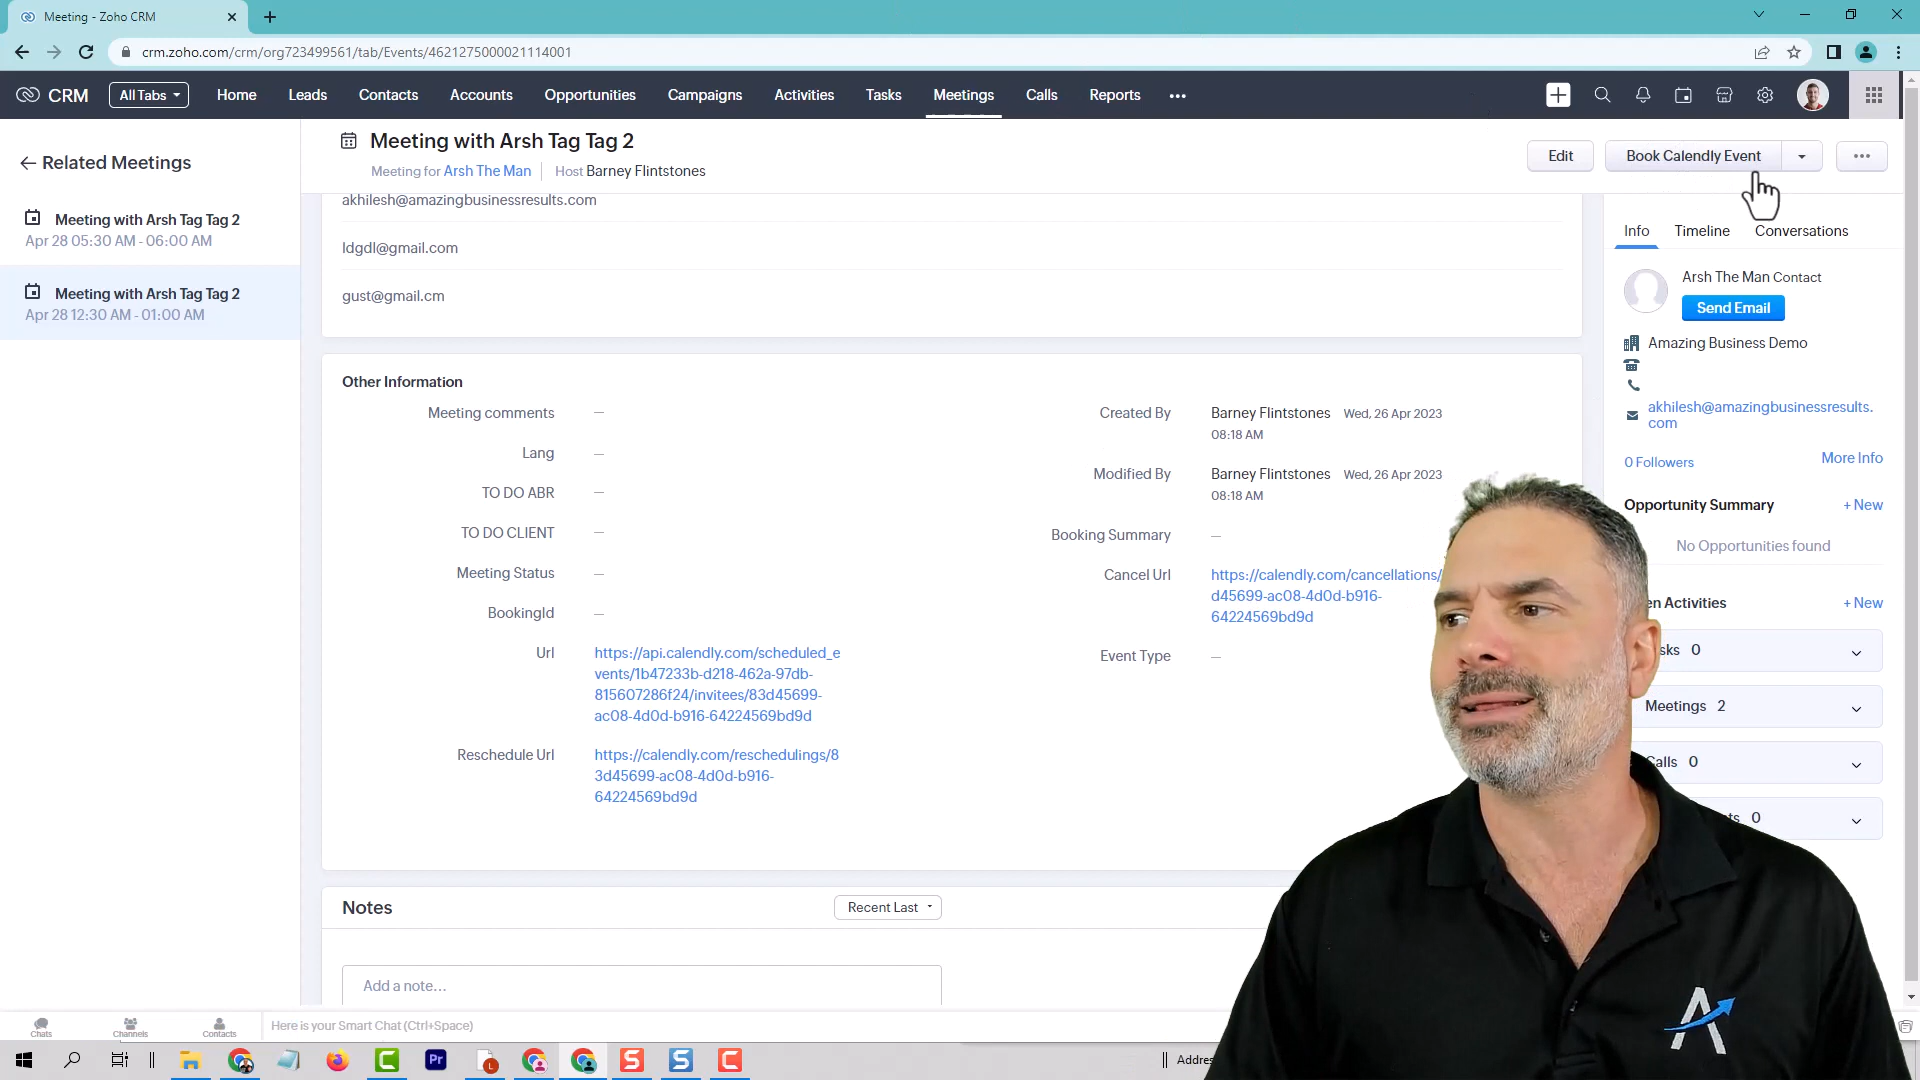 Meeting - Zoho CRM
crm.zoho.com/crm/org723499561/tab/Events/4621275000021114001
CRM
All Tabs
Home
Leads
Contacts
Accounts
Opportunities
Campaigns
Activities
Tasks
Meetings
Calls
Reports
Related Meetings
Meeting with Arsh Tag Tag 2
Apr 28 05:30 AM - 06:00 AM
Meeting with Arsh Tag Tag 2
Apr 28 12:30 AM - 01:00 AM
Meeting with Arsh Tag Tag 2
Meeting for Arsh The Man
Host Barney Flintstones
Edit
Book Calendly Event
akhilesh@amazingbusinessresults.com
ldgdl@gmail.com
gust@gmail.cm
Other Information
Meeting comments —
Lang —
TO DO ABR —
TO DO CLIENT —
Meeting Status —
BookingId —
Url
https://api.calendly.com/scheduled_e
vents/1b47233b-d218-462a-97db-
815607286f24/invitees/83d45699-
ac08-4d0d-b916-64224569bd9d
Reschedule Url
https://calendly.com/reschedulings/8
3d45699-ac08-4d0d-b916-
64224569bd9d
Created By
Barney Flintstones Wed, 26 Apr 2023
08:18 AM
Modified By
Barney Flintstones Wed, 26 Apr 2023
08:18 AM
Booking Summary —
Cancel Url
https://calendly.com/cancellations/
d45699-ac08-4d0d-b916-
64224569bd9d
Event Type —
Notes
Recent Last
Add a note...
Info
Timeline
Conversations
Arsh The Man Contact
Send Email
Amazing Business Demo
akhilesh@amazingbusinessresults.
com
0 Followers
More Info
Opportunity Summary
+ New
No Opportunities found
en Activities
+ New
sks 0
Meetings 2
Calls 0
ts 0
Chats
Channels
Contacts
Here is your Smart Chat (Ctrl+Space)
Pr
Addres